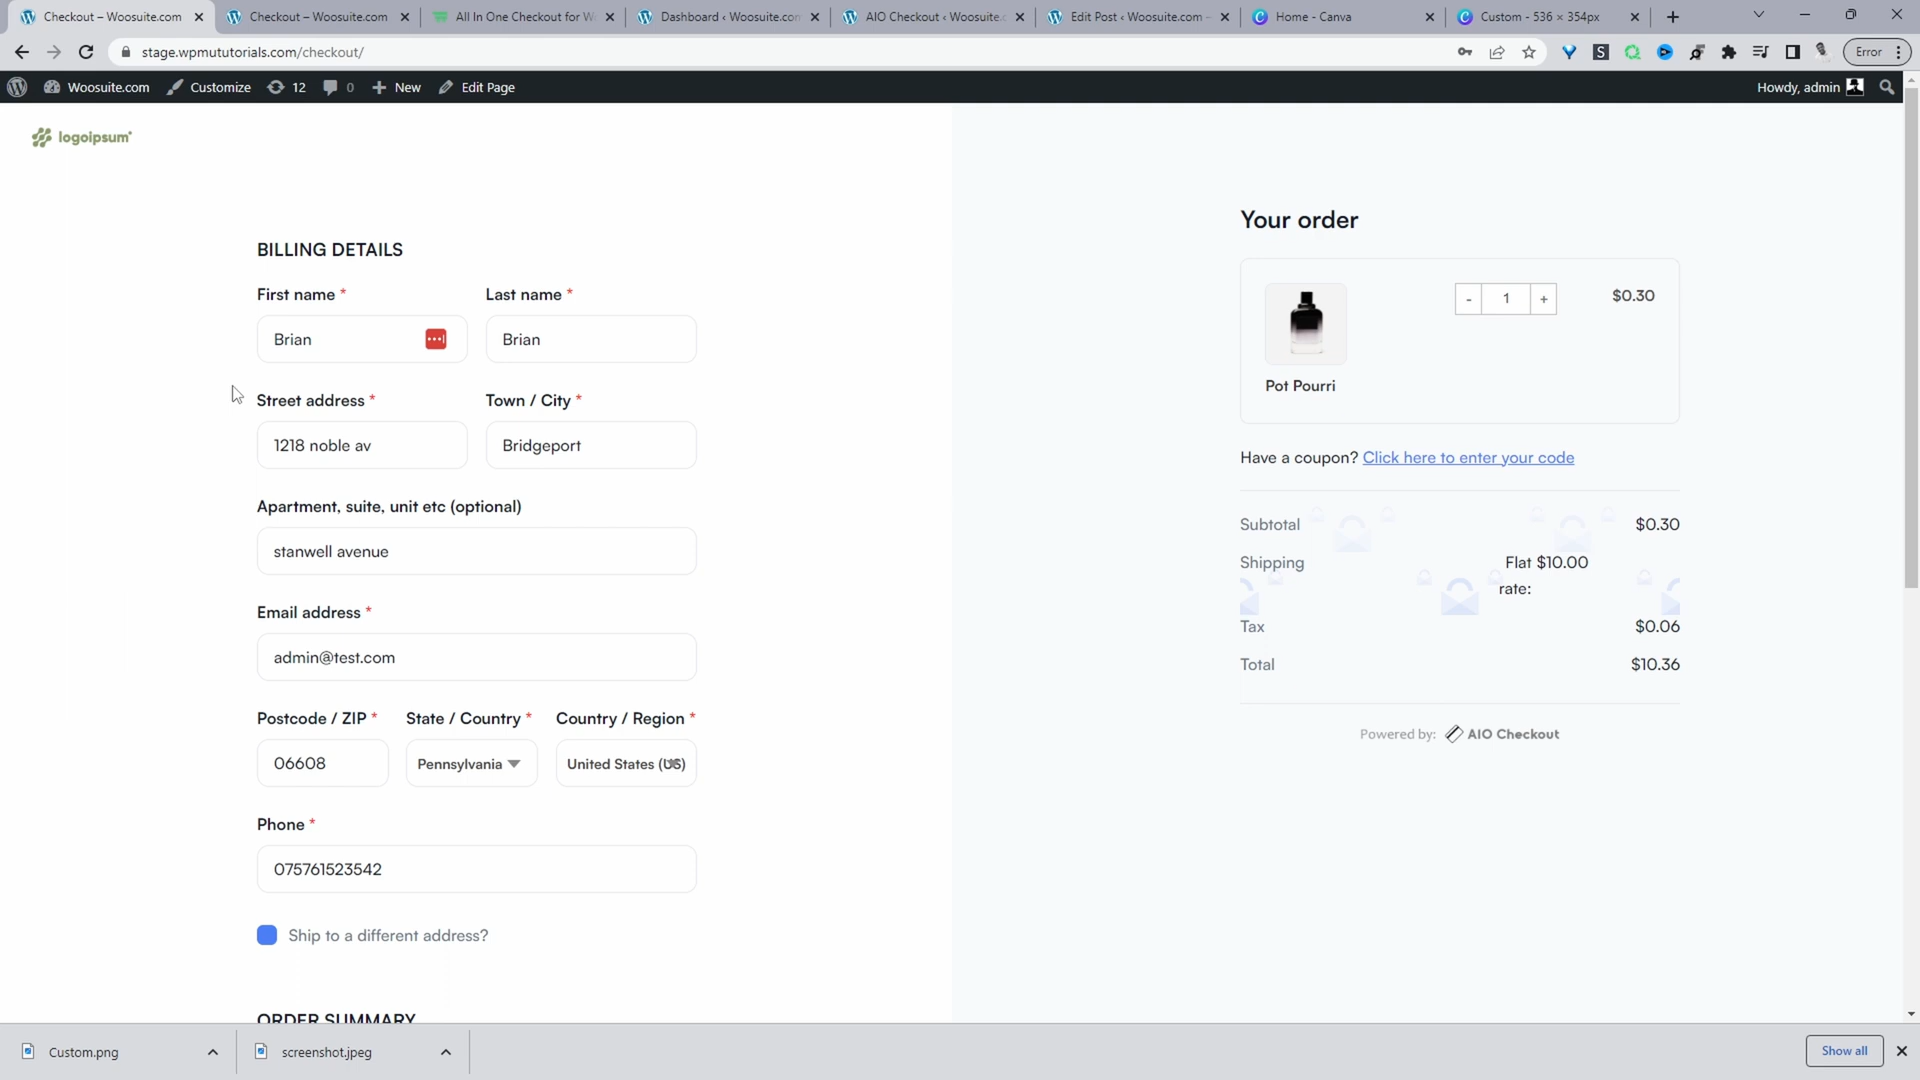 Checkout – Woosuite.com
Checkout – Woosuite.com
All In One Checkout for W
Dashboard ‹ Woosuite.com
AIO Checkout ‹ Woosuite.c
Edit Post ‹ Woosuite.com –
Home - Canva
Custom - 536 × 354px
stage.wpmututorials.com/checkout/
Error
Woosuite.com
Customize
12
0
New
Edit Page
Howdy, admin
logoipsum
BILLING DETAILS
First name *
Last name *
Brian
Brian
Street address *
Town / City *
1218 noble av
Bridgeport
Apartment, suite, unit etc (optional)
stanwell avenue
Email address *
admin@test.com
Postcode / ZIP *
State / Country *
Country / Region *
06608
Pennsylvania
United States (US)
Phone *
075761523542
Ship to a different address?
ORDER SUMMARY
Your order
- 1 +
$0.30
Pot Pourri
Have a coupon? Click here to enter your code
Subtotal $0.30
Shipping Flat $10.00
rate:
Tax $0.06
Total $10.36
Powered by: AIO Checkout
Custom.png
screenshot.jpeg
Show all